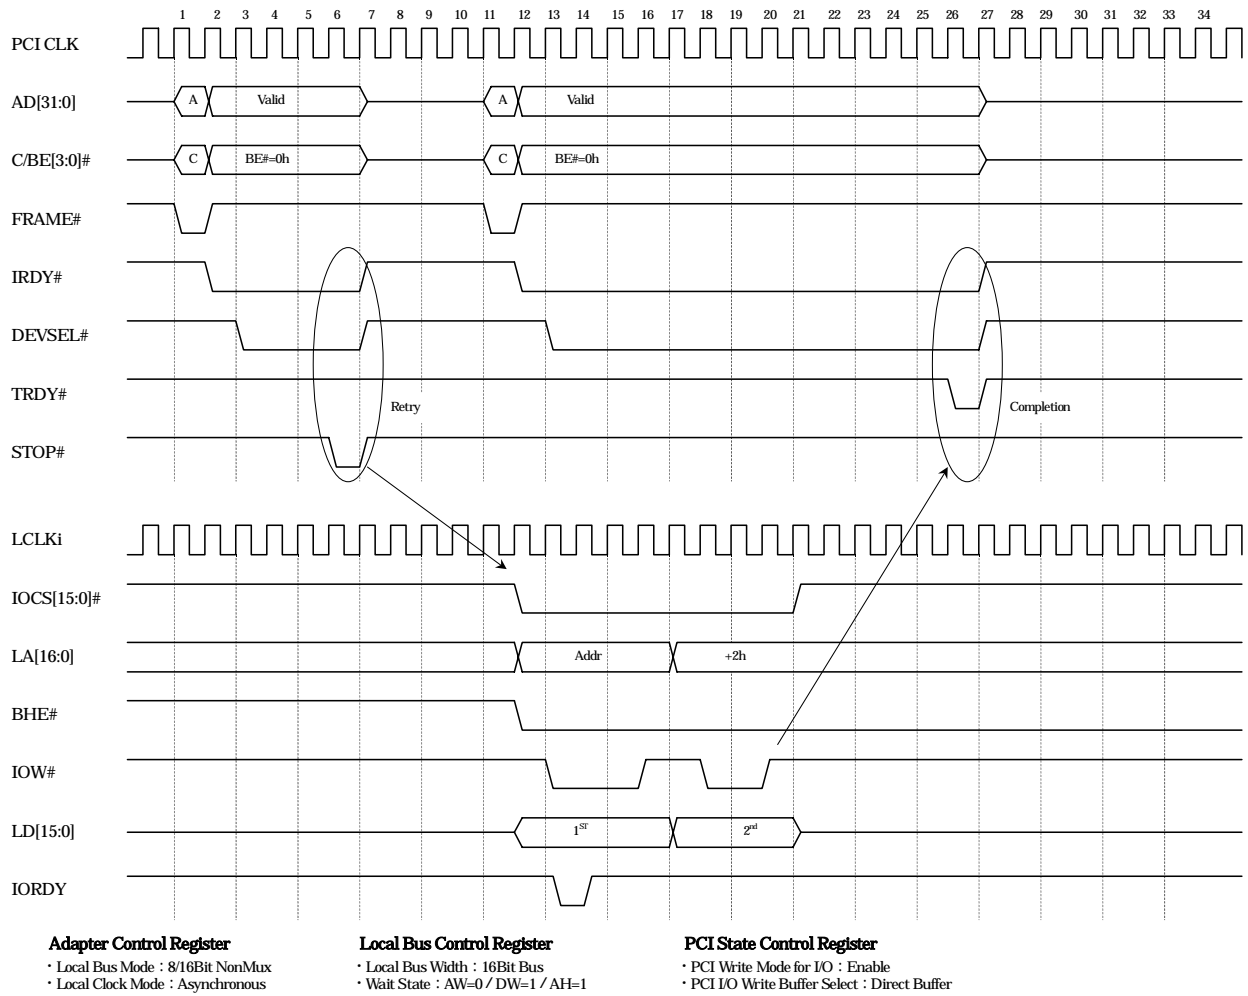 1 2 3 4 5 6 7 8 9 10 11 12 13 14 15 16 17 18 19 20 21 22 23 24 25 26 27 28 29 30 31 32 33 34
PCI CLK
AD[31:0] A Valid A Valid
C/BE[3:0]# C BE#=0h C BE#=0h
FRAME#
IRDY#
DEVSEL#
TRDY#
Retry Completion
STOP#
LCLKi
IOCS[15:0]#
LA[16:0] Addr +2h
BHE#
IOW#
LD[15:0] 1ST 2nd
IORDY
Adapter Control Register Local Bus Control Register PCI State Control Register
・Local Bus Mode：8/16Bit NonMux ・Local Bus Width：16Bit Bus ・PCI Write Mode for I/O：Enable
・Local Clock Mode：Asynchronous ・Wait State：AW=0 / DW=1 / AH=1 ・PCI I/O Write Buffer Select：Direct Buffer